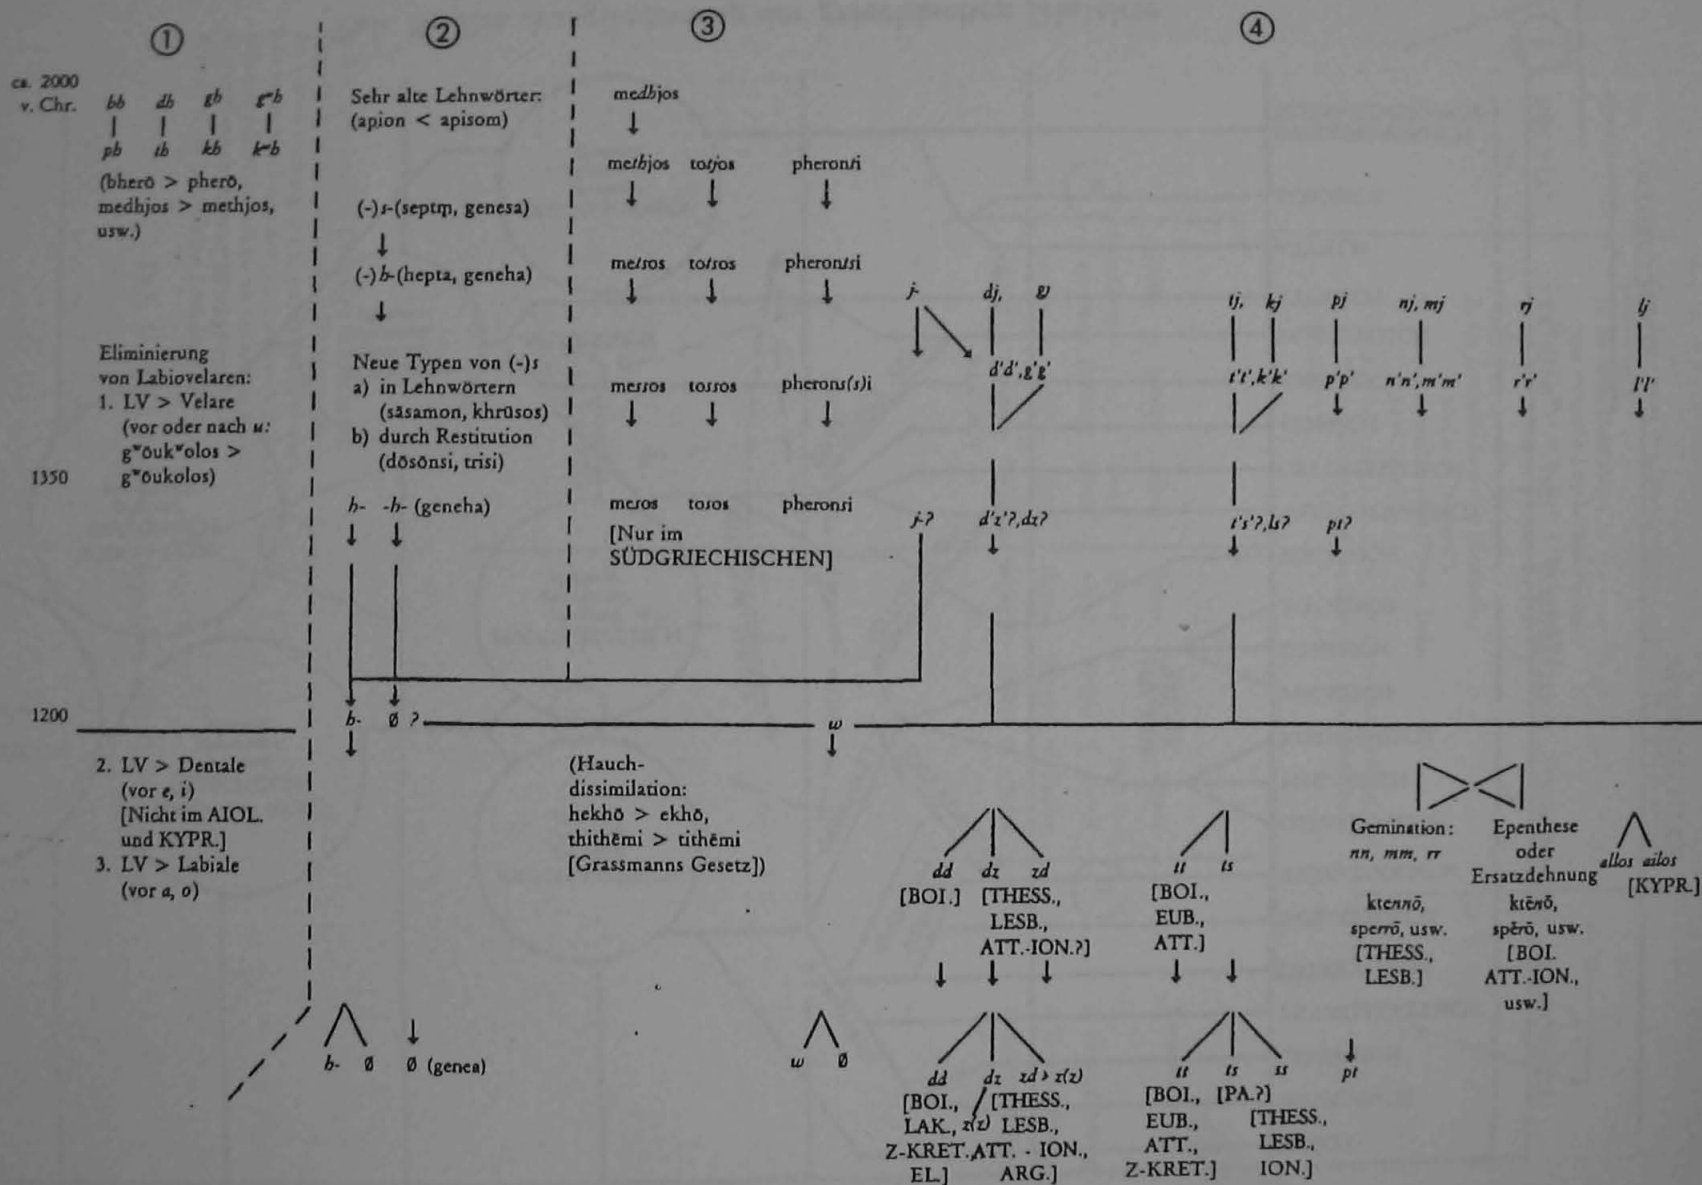 ① ② ③ ④
ca. 2000
v. Chr.
bh dh gh gʷh
ph th kh kʷh
(bherō > pherō,
medhjos > methjos,
usw.)
Eliminierung
von Labiovelaren:
1. LV > Velare
(vor oder nach u:
gʷoukʷolos >
gʷoukolos)
1350
1200
2. LV > Dentale
(vor e, i)
[Nicht im AIOL.
und KYPR.]
3. LV > Labiale
(vor a, o)
Sehr alte Lehnwörter:
(apion < apisom)
(-)s-(septm̥, genesa)
(-)h-(hepta, geneha)
Neue Typen von (-)s
a) in Lehnwörtern
(sāsamon, khrūsos)
b) durch Restitution
(dōsōnsi, trisi)
h- -h- (geneha)
h- Ø ?
h- Ø Ø (genea)
medhjos
methjos totjos pheronti
metsos totsos pherontsi
messos tossos pherons(s)i
mesos tosos pheronsi
[Nur im
SÜDGRIECHISCHEN]
w
(Hauch-
dissimilation:
hekhō > ekhō,
thithēmi > tithēmi
[Grassmanns Gesetz])
w Ø
j- dj, gj tj, kj pj nj, mj rj lj
d'd',g'g' t't',k'k' p'p' n'n',m'm' r'r' l'l'
j-? d'z'?,dz? t's'?,ts? pt?
dd dz zd
[BOI.] [THESS.,
LESB.,
ATT.-ION.?]
tt ts
[BOI.,
EUB.,
ATT.]
Gemination:
nn, mm, rr
ktennō,
sperrō, usw.
[THESS.,
LESB.]
Epenthese
oder
Ersatzdehnung
ktēnō,
spērō, usw.
[BOI.
ATT.-ION.,
usw.]
allos ailos
[KYPR.]
dd dz zd > z(z)
[BOI., / [THESS.,
LAK., z(z) LESB.,
Z-KRET., ATT. - ION.,
EL.] ARG.]
tt ts ss
[BOI., [PA.?]
EUB., [THESS.,
ATT., LESB.,
Z-KRET.] ION.]
pt